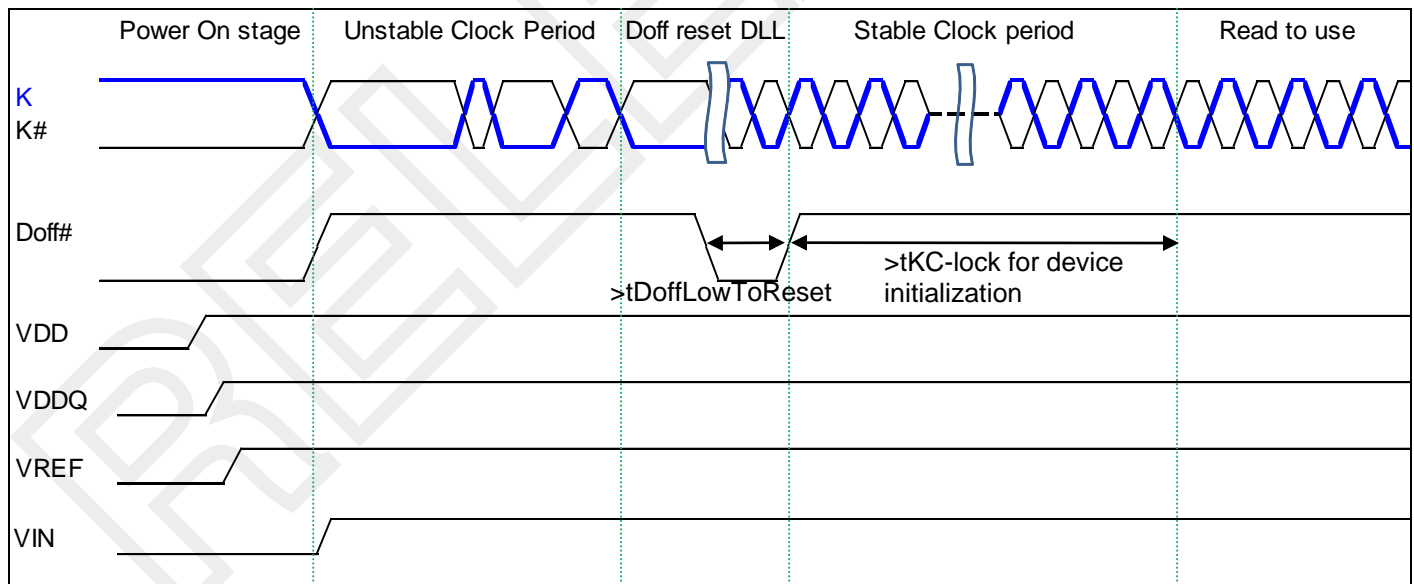 Power On stage
Unstable Clock Period
Doff reset DLL
Stable Clock period
Read to use
K
K#
Doff#
>tDoffLowToReset
>tKC-lock for device
initialization
VDD
VDDQ
VREF
VIN